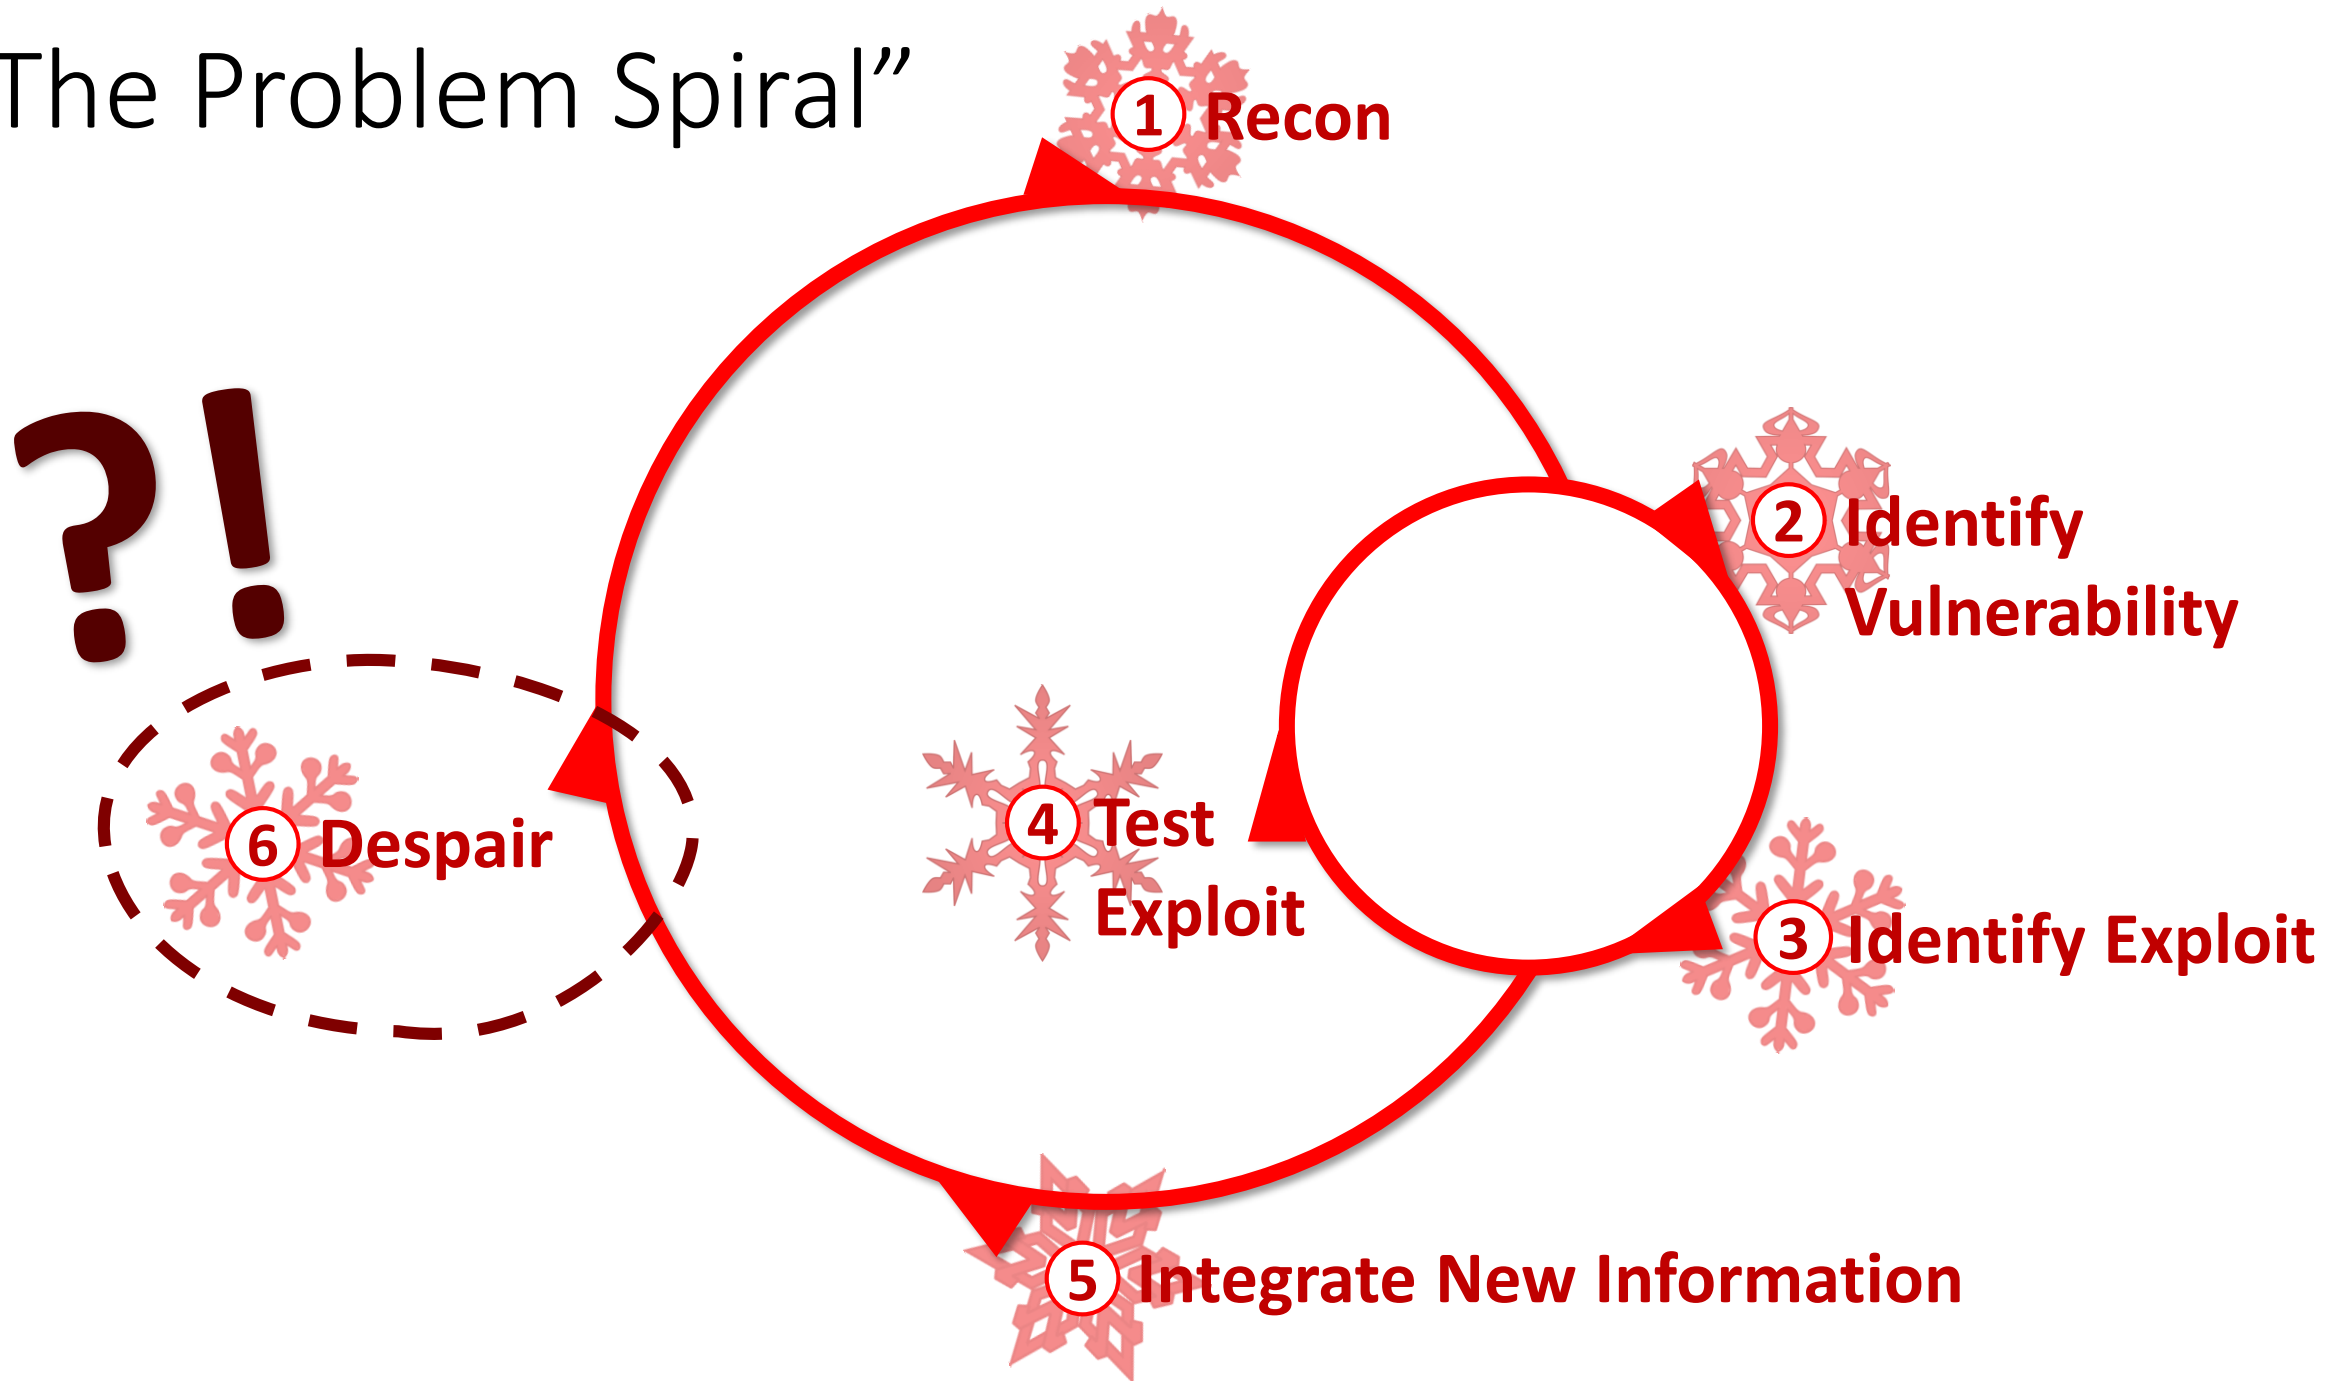 The Problem Spiral”
1 Recon
?!
2 Identify
Vulnerability
4 Test
Exploit
6 Despair
3 Identify Exploit
5 Integrate New Information